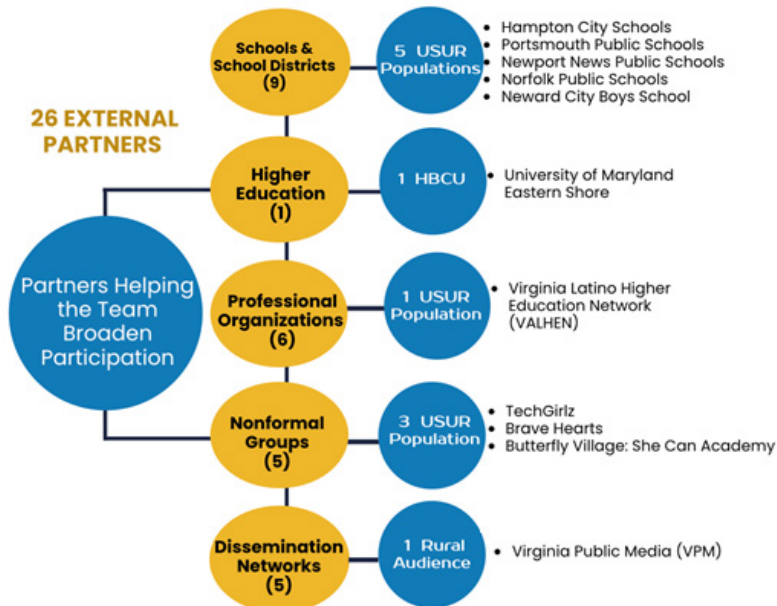 26 EXTERNAL
PARTNERS
Partners Helping
the Team
Broaden
Participation
Schools &
School Districts
(9)
5 USUR
Populations
• Hampton City Schools
• Portsmouth Public Schools
• Newport News Public Schools
• Norfolk Public Schools
• Neward City Boys School
Higher
Education
(1)
1 HBCU
• University of Maryland
Eastern Shore
Professional
Organizations
(6)
1 USUR
Population
• Virginia Latino Higher
Education Network
(VALHEN)
Nonformal
Groups
(5)
3 USUR
Population
• TechGirlz
• Brave Hearts
• Butterfly Village: She Can Academy
Dissemination
Networks
(5)
1 Rural
Audience
• Virginia Public Media (VPM)